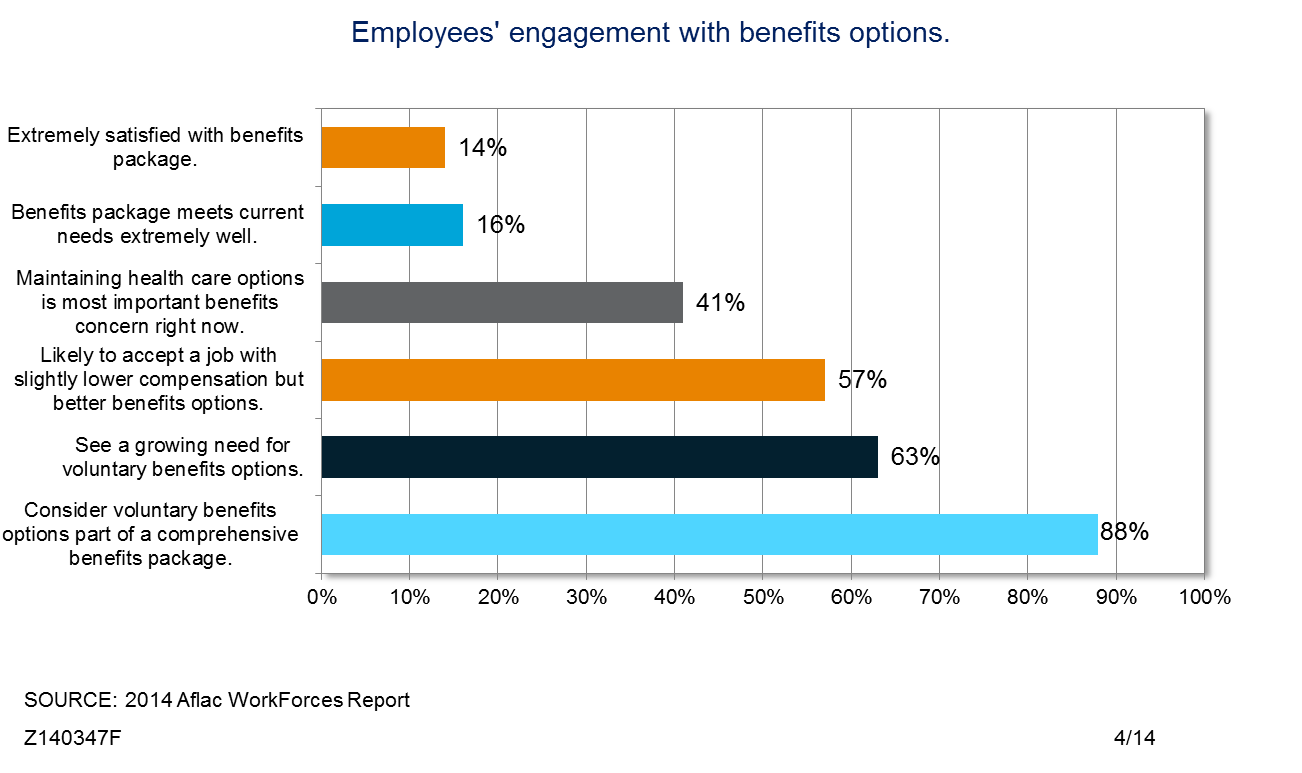 Employees' engagement with benefits options.
Extremely satisfied with benefits
package.
14%
Benefits package meets current
needs extremely well.
16%
Maintaining health care options
is most important benefits
concern right now.
41%
Likely to accept a job with
slightly lower compensation but
better benefits options.
57%
See a growing need for
voluntary benefits options.
63%
Consider voluntary benefits
options part of a comprehensive
benefits package.
88%
0% 10% 20% 30% 40% 50% 60% 70% 80% 90% 100%
SOURCE: 2014 Aflac WorkForces Report
Z140347F 4/14